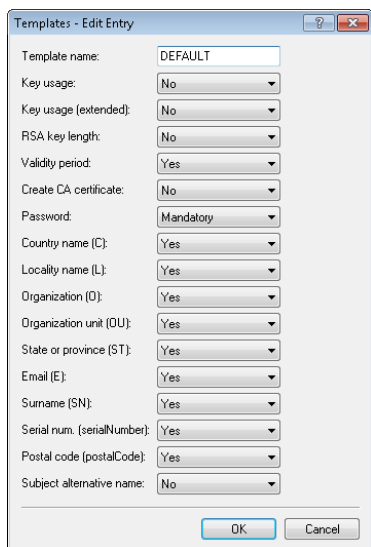 Templates - Edit Entry
Template name: DEFAULT
Key usage: No
Key usage (extended): No
RSA key length: No
Validity period: Yes
Create CA certificate: No
Password: Mandatory
Country name (C): Yes
Locality name (L): Yes
Organization (O): Yes
Organization unit (OU): Yes
State or province (ST): Yes
Email (E): Yes
Surname (SN): Yes
Serial num. (serialNumber): Yes
Postal code (postalCode): Yes
Subject alternative name: No
OK Cancel